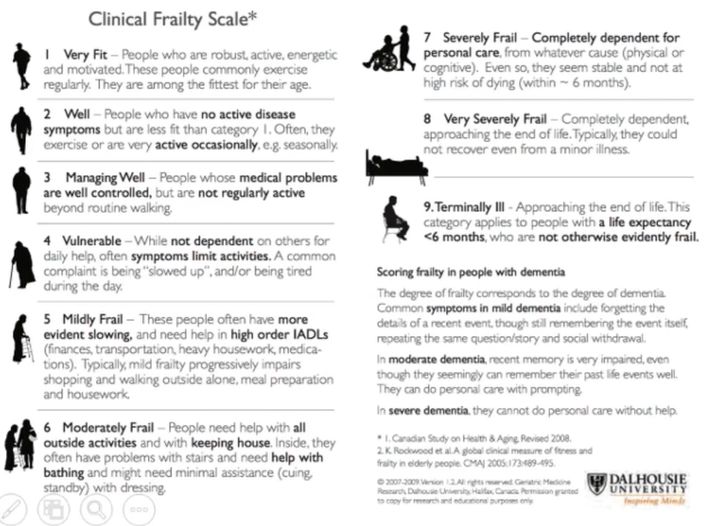 Clinical Frailty Scale*
1 Very Fit – People who are robust, active, energetic
and motivated. These people commonly exercise
regularly. They are among the fittest for their age.
2 Well – People who have no active disease
symptoms but are less fit than category 1. Often, they
exercise or are very active occasionally, e.g. seasonally.
3 Managing Well – People whose medical problems
are well controlled, but are not regularly active
beyond routine walking.
4 Vulnerable – While not dependent on others for
daily help, often symptoms limit activities. A common
complaint is being "slowed up", and/or being tired
during the day.
5 Mildly Frail – These people often have more
evident slowing, and need help in high order IADLs
(finances, transportation, heavy housework, medica-
tions). Typically, mild frailty progressively impairs
shopping and walking outside alone, meal preparation
and housework.
6 Moderately Frail – People need help with all
outside activities and with keeping house. Inside, they
often have problems with stairs and need help with
bathing and might need minimal assistance (cuing,
standby) with dressing.
7 Severely Frail – Completely dependent for
personal care, from whatever cause (physical or
cognitive). Even so, they seem stable and not at
high risk of dying (within ~ 6 months).
8 Very Severely Frail – Completely dependent,
approaching the end of life. Typically, they could
not recover even from a minor illness.
9. Terminally Ill - Approaching the end of life. This
category applies to people with a life expectancy
<6 months, who are not otherwise evidently frail.
Scoring frailty in people with dementia
The degree of frailty corresponds to the degree of dementia.
Common symptoms in mild dementia include forgetting the
details of a recent event, though still remembering the event itself,
repeating the same question/story and social withdrawal.
In moderate dementia, recent memory is very impaired, even
though they seemingly can remember their past life events well.
They can do personal care with prompting.
In severe dementia, they cannot do personal care without help.
* 1. Canadian Study on Health & Aging, Revised 2008.
2. K. Rockwood et al. A global clinical measure of fitness and
frailty in elderly people. CMAJ 2005;173:489-495.
© 2007-2009. Version 1.2. All rights reserved. Geriatric Medicine
Research, Dalhousie University, Halifax, Canada. Permission granted
to copy for research and educational purposes only.
DALHOUSIE
UNIVERSITY
Inspiring Minds